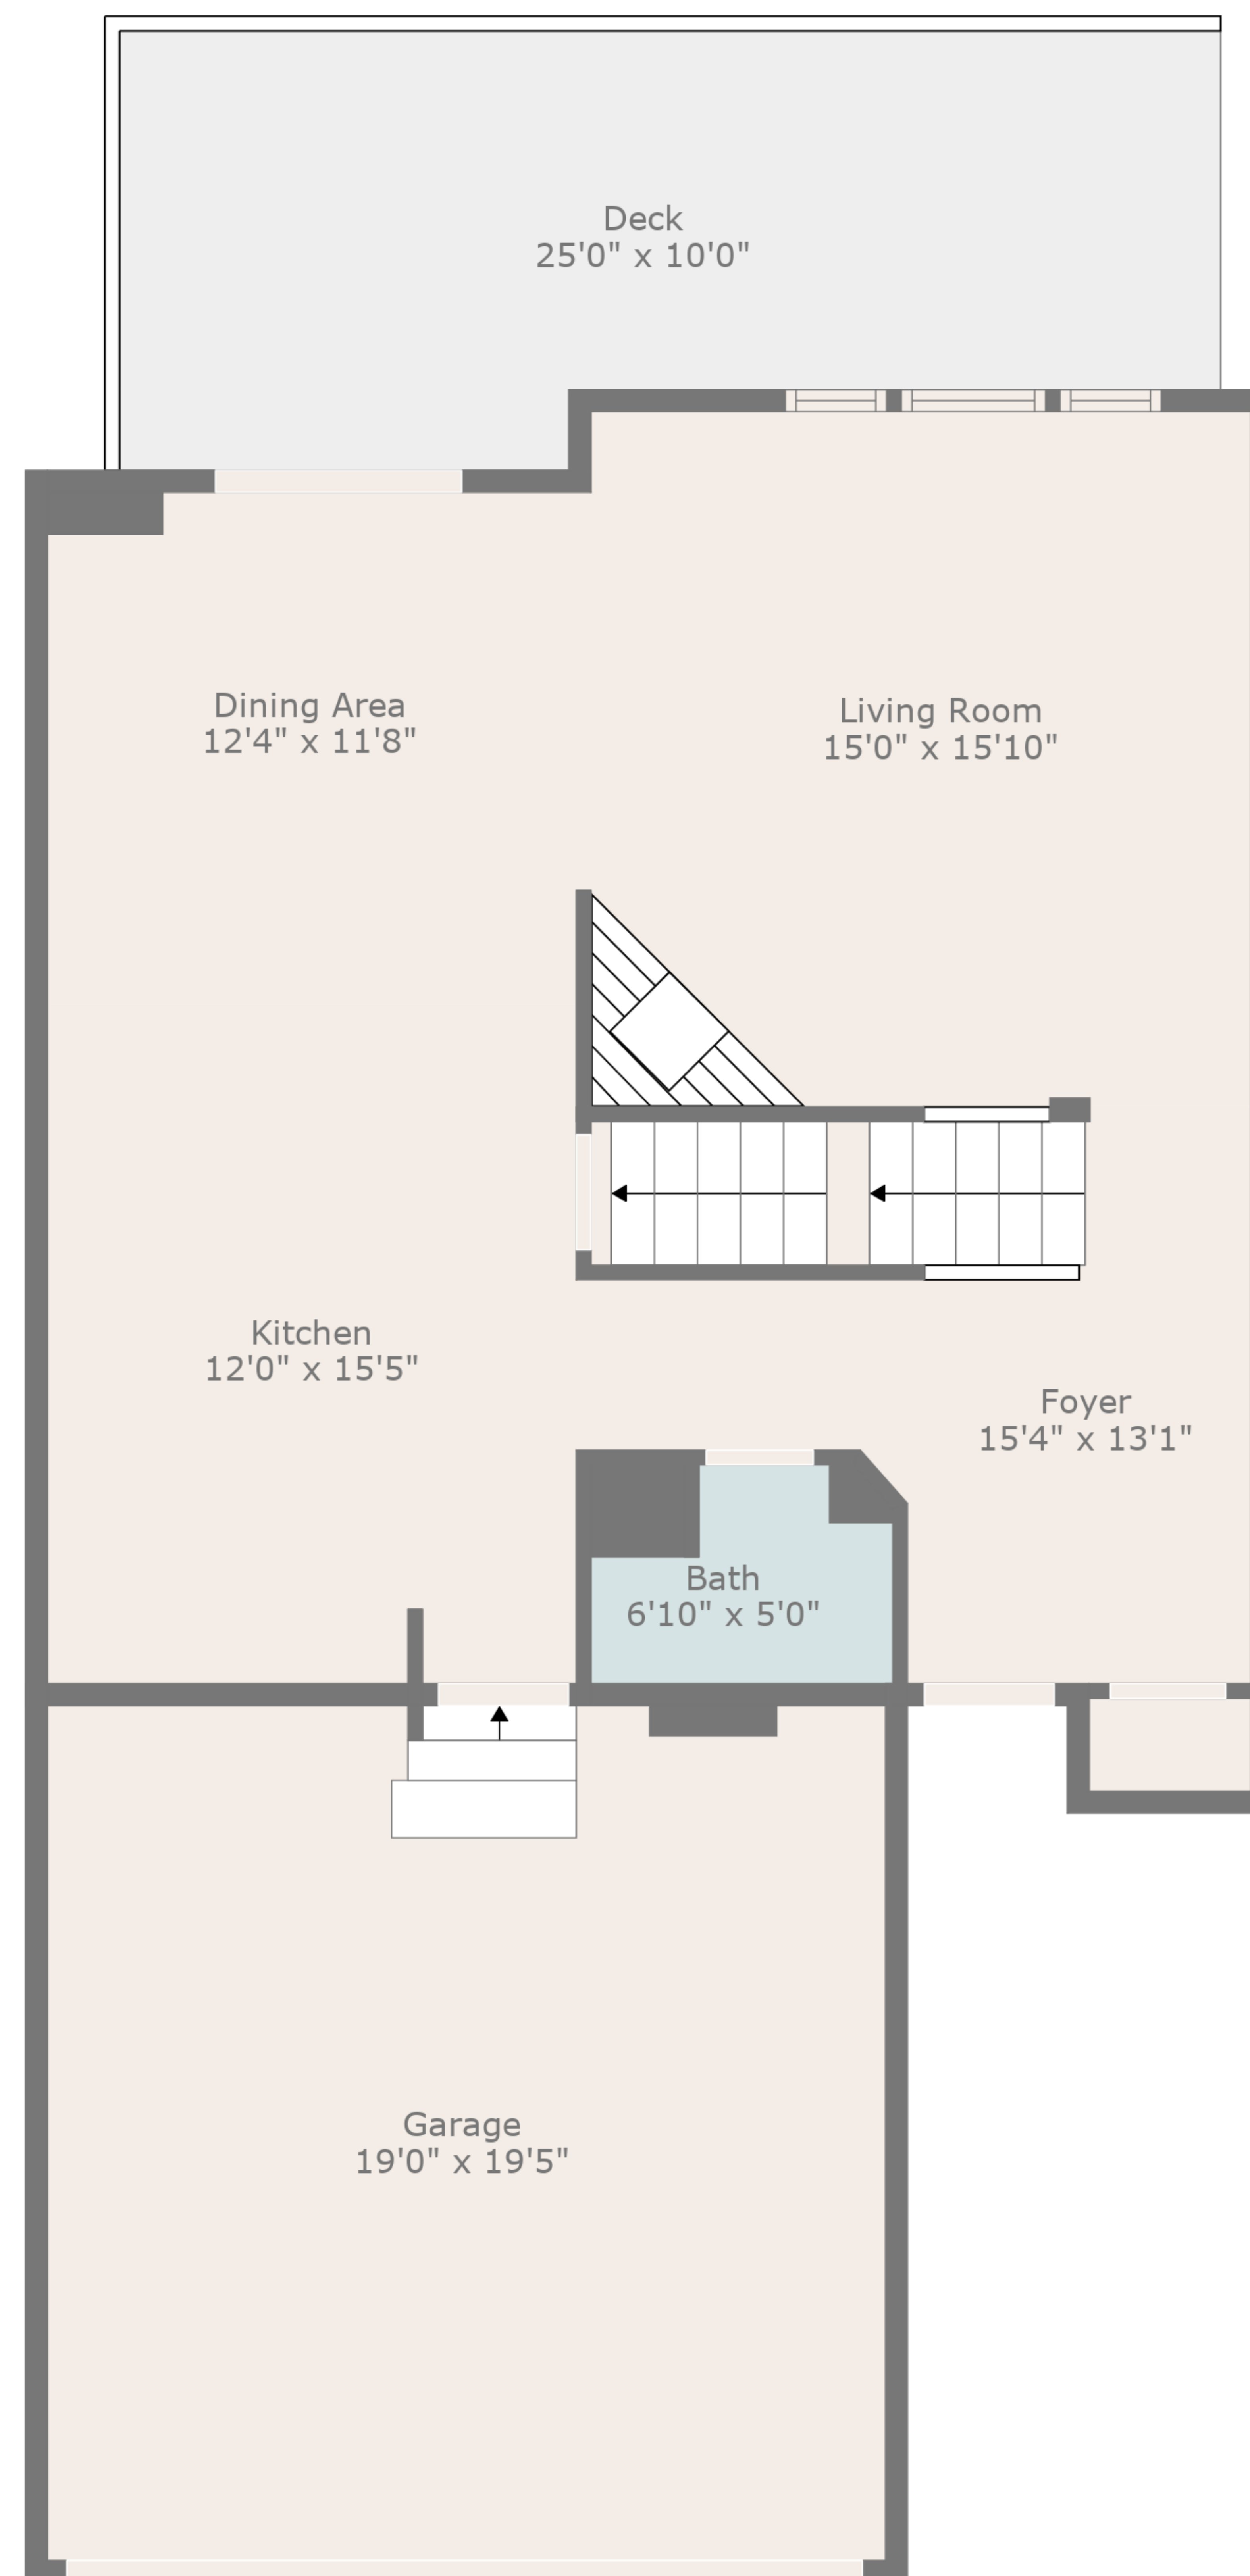 Deck
25'0" x 10'0"
Dining Area
12'4" x 11'8"
Living Room
15'0" x 15'10"
Kitchen
12'0" x 15'5"
Foyer
15'4" x 13'1"
Bath
6'10" x 5'0"
Garage
19'0" x 19'5"